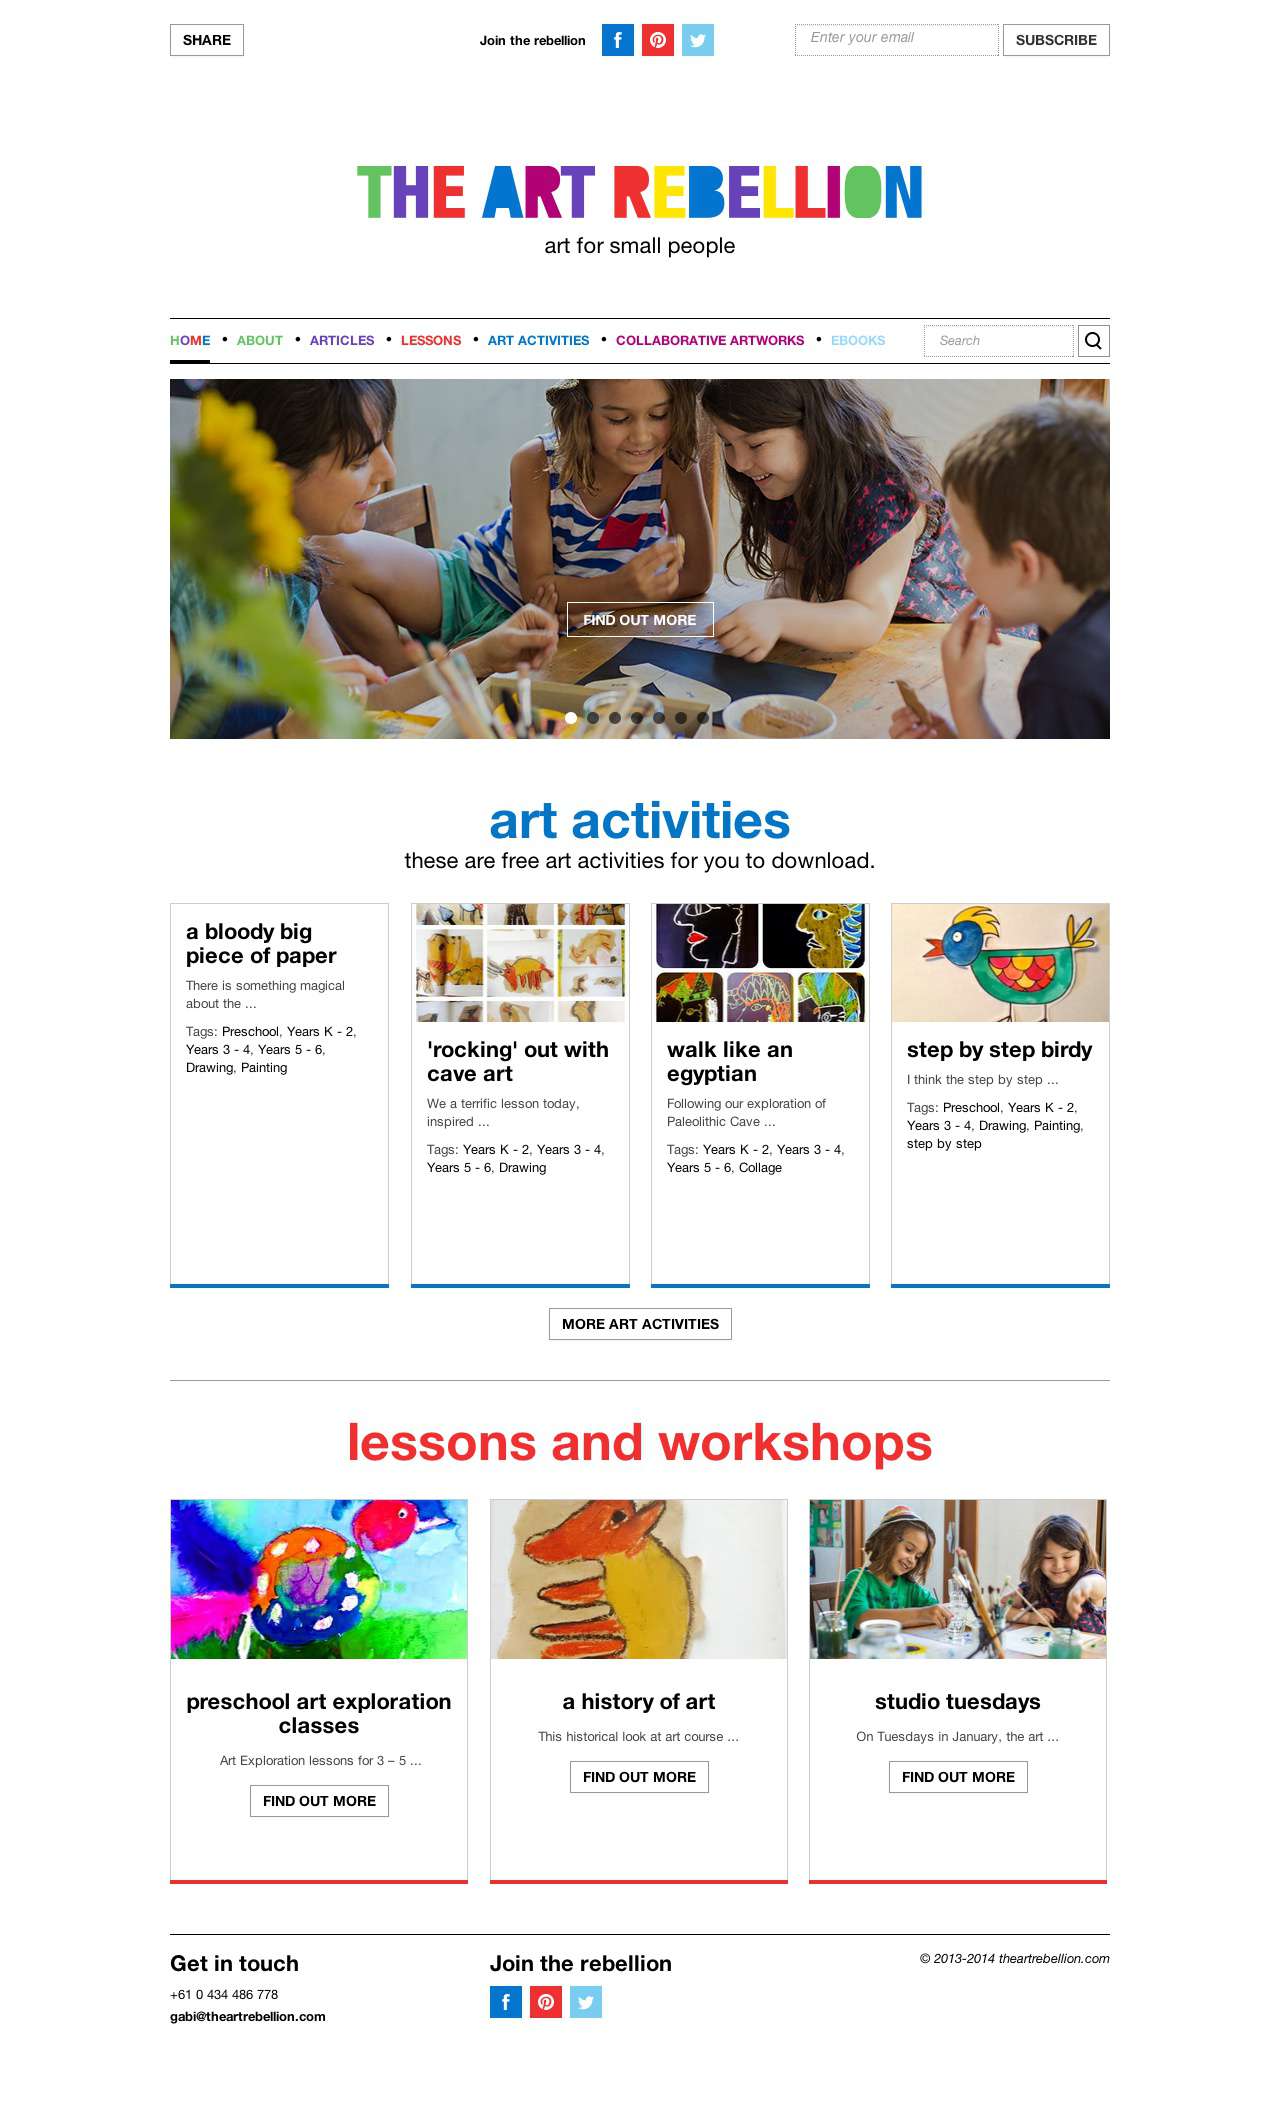 SHARE
Join the rebellion
Enter your email
SUBSCRIBE
THE ART REBELLION
art for small people
HOME • ABOUT • ARTICLES • LESSONS • ART ACTIVITIES • COLLABORATIVE ARTWORKS • EBOOKS
Search
FIND OUT MORE
art activities
these are free art activities for you to download.
a bloody big
piece of paper
There is something magical
about the ...
Tags: Preschool, Years K - 2,
Years 3 - 4, Years 5 - 6,
Drawing, Painting
'rocking' out with
cave art
We a terrific lesson today,
inspired ...
Tags: Years K - 2, Years 3 - 4,
Years 5 - 6, Drawing
walk like an
egyptian
Following our exploration of
Paleolithic Cave ...
Tags: Years K - 2, Years 3 - 4,
Years 5 - 6, Collage
step by step birdy
I think the step by step ...
Tags: Preschool, Years K - 2,
Years 3 - 4, Drawing, Painting,
step by step
MORE ART ACTIVITIES
lessons and workshops
preschool art exploration
classes
Art Exploration lessons for 3 – 5 ...
FIND OUT MORE
a history of art
This historical look at art course ...
FIND OUT MORE
studio tuesdays
On Tuesdays in January, the art ...
FIND OUT MORE
Get in touch
+61 0 434 486 778
gabi@theartrebellion.com
Join the rebellion
© 2013-2014 theartrebellion.com